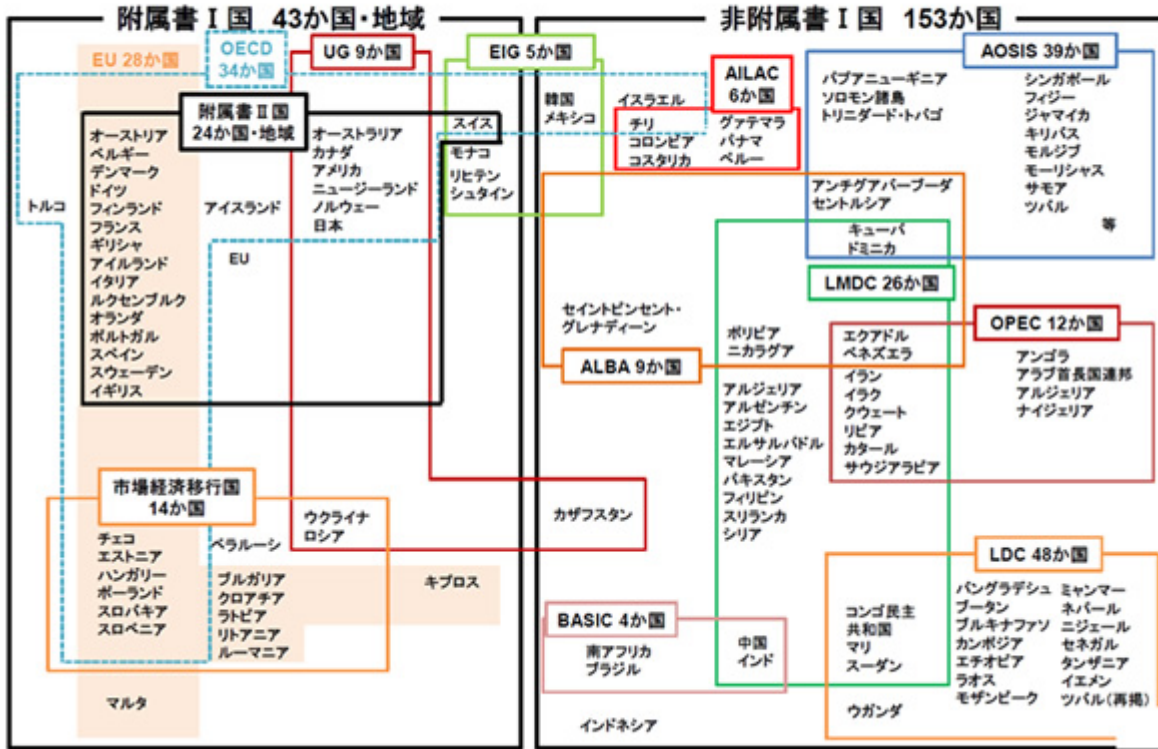 附属書Ⅰ国 43か国・地域
非附属書Ⅰ国 153か国
EU 28か国
OECD
34か国
UG 9か国
EIG 5か国
AILAC
6か国
AOSIS 39か国
附属書Ⅱ国
24か国・地域
オーストリア
ベルギー
デンマーク
ドイツ
フィンランド
フランス
ギリシャ
アイルランド
イタリア
ルクセンブルク
オランダ
ポルトガル
スペイン
スウェーデン
イギリス
トルコ
アイスランド
EU
オーストラリア
カナダ
アメリカ
ニュージーランド
ノルウェー
日本
スイス
モナコ
リヒテン
シュタイン
韓国
メキシコ
イスラエル
チリ
コロンビア
コスタリカ
グァテマラ
パナマ
ペルー
パプアニューギニア
ソロモン諸島
トリニダード・トバゴ
シンガポール
フィジー
ジャマイカ
キリバス
モルジブ
モーリシャス
サモア
ツバル
等
アンチグアバーブーダ
セントルシア
キューバ
ドミニカ
LMDC 26か国
セイントビンセント・
グレナディーン
ALBA 9か国
ボリビア
ニカラグア
エクアドル
ベネズエラ
OPEC 12か国
イラン
イラク
クウェート
リビア
カタール
サウジアラビア
アンゴラ
アラブ首長国連邦
アルジェリア
ナイジェリア
アルジェリア
アルゼンチン
エジプト
エルサルバドル
マレーシア
パキスタン
フィリピン
スリランカ
シリア
市場経済移行国
14か国
チェコ
エストニア
ハンガリー
ポーランド
スロバキア
スロベニア
ベラルーシ
ウクライナ
ロシア
カザフスタン
ブルガリア
クロアチア
ラトビア
リトアニア
ルーマニア
キプロス
マルタ
BASIC 4か国
南アフリカ
ブラジル
中国
インド
インドネシア
LDC 48か国
コンゴ民主
共和国
マリ
スーダン
ウガンダ
バングラデシュ
ブータン
ブルキナファソ
カンボジア
エチオピア
ラオス
モザンビーク
ミャンマー
ネパール
ニジェール
セネガル
タンザニア
イエメン
ツバル(再掲)